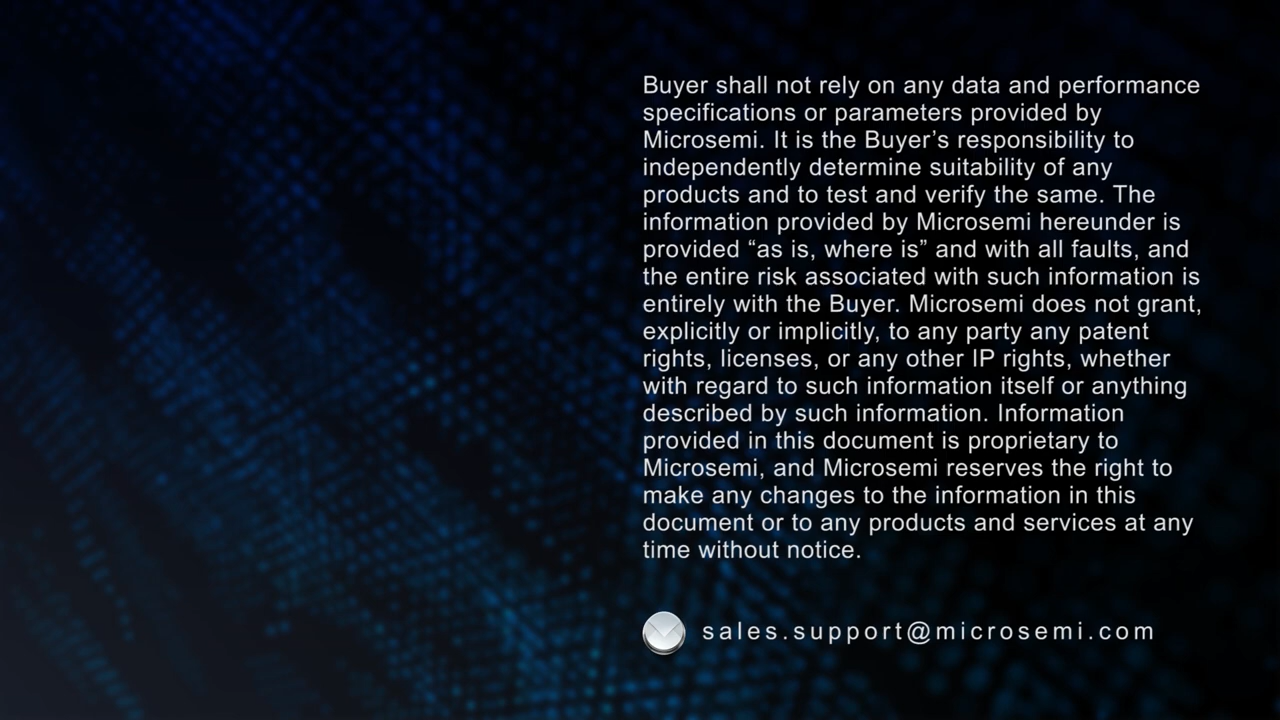 Buyer shall not rely on any data and performance
specifications or parameters provided by
Microsemi. It is the Buyer’s responsibility to
independently determine suitability of any
products and to test and verify the same. The
information provided by Microsemi hereunder is
provided “as is, where is” and with all faults, and
the entire risk associated with such information is
entirely with the Buyer. Microsemi does not grant,
explicitly or implicitly, to any party any patent
rights, licenses, or any other IP rights, whether
with regard to such information itself or anything
described by such information. Information
provided in this document is proprietary to
Microsemi, and Microsemi reserves the right to
make any changes to the information in this
document or to any products and services at any
time without notice.
sales.support@microsemi.com